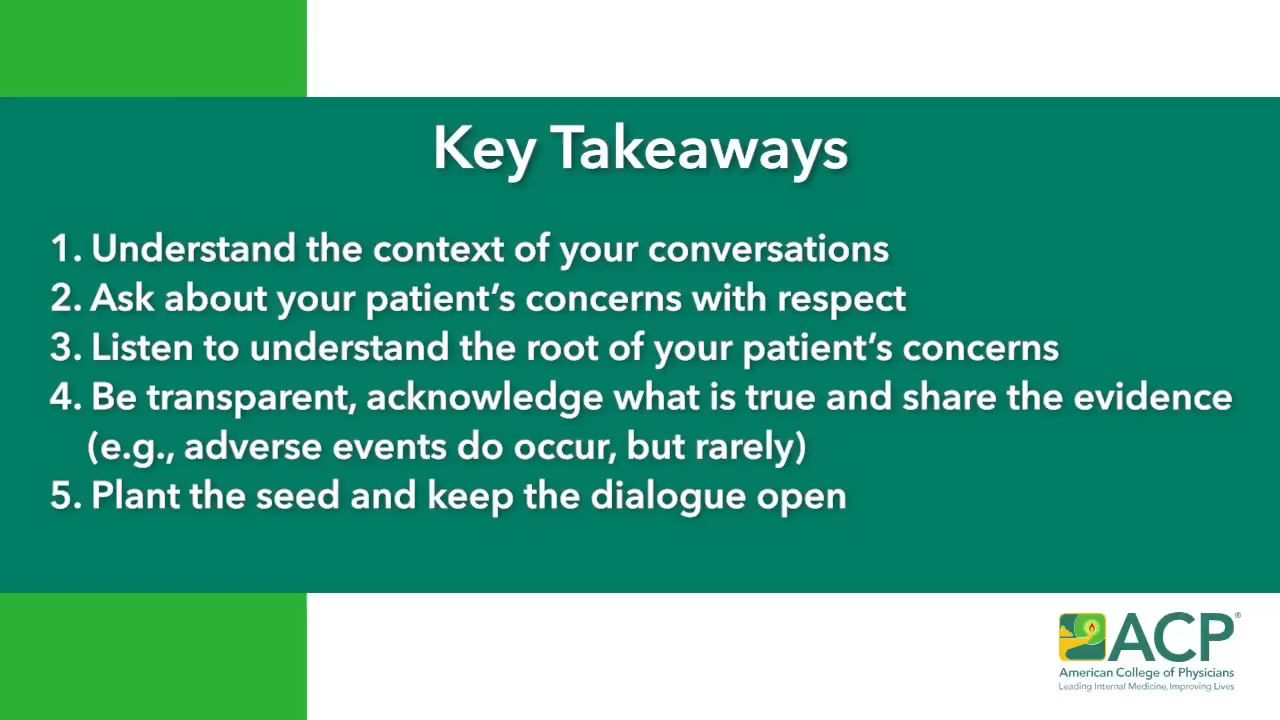 Key Takeaways
1. Understand the context of your conversations
2. Ask about your patient’s concerns with respect
3. Listen to understand the root of your patient’s concerns
4. Be transparent, acknowledge what is true and share the evidence
(e.g., adverse events do occur, but rarely)
5. Plant the seed and keep the dialogue open
ACP®
American College of Physicians
Leading Internal Medicine, Improving Lives